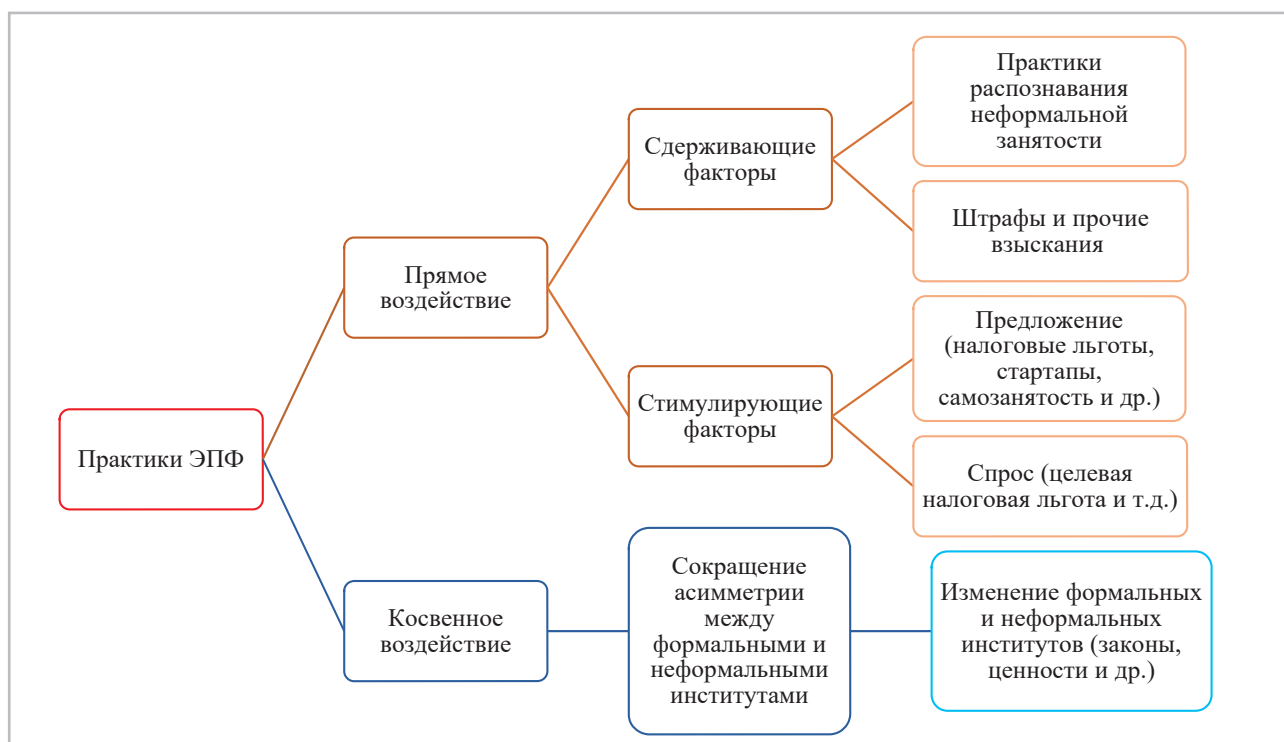 Практики ЭПФ
Прямое
воздействие
Сдерживающие
факторы
Практики
распознавания
неформальной
занятости
Штрафы и прочие
взыскания
Стимулирующие
факторы
Предложение
(налоговые льготы,
стартапы,
самозанятость и др.)
Спрос (целевая
налоговая льгота и т.д.)
Косвенное
воздействие
Сокращение
асимметрии
между
формальными и
неформальными
институтами
Изменение формальных
и неформальных
институтов (законы,
ценности и др.)